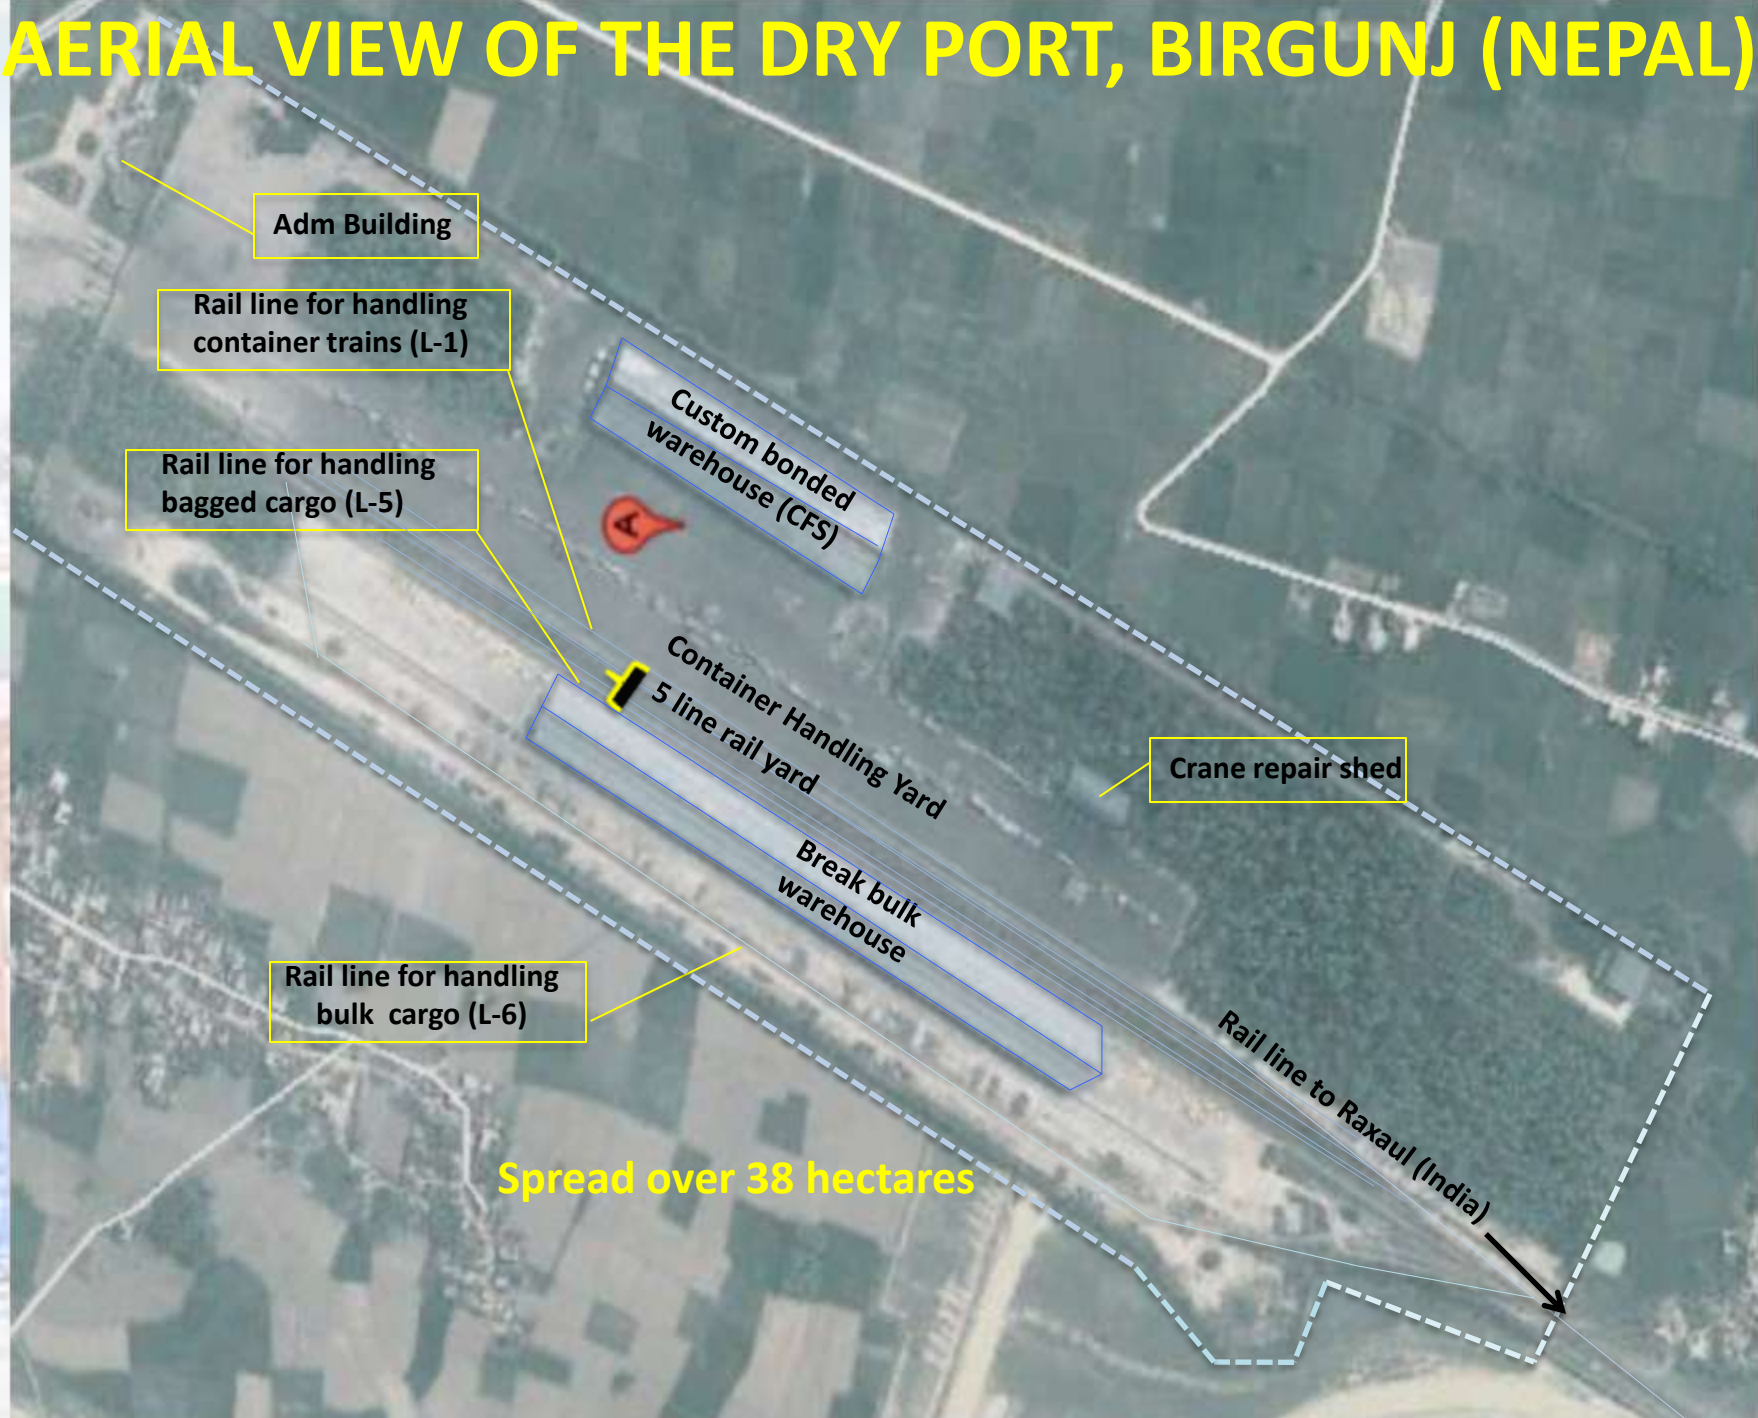 AERIAL VIEW OF THE DRY PORT, BIRGUNJ (NEPAL)
Adm Building
Rail line for handling
container trains (L-1)
Custom bonded
warehouse (CFS)
Rail line for handling
bagged cargo (L-5)
A
Container Handling Yard
5 line rail yard
Crane repair shed
Break bulk
warehouse
Rail line for handling
bulk cargo (L-6)
Rail line to Raxaul (India)
Spread over 38 hectares